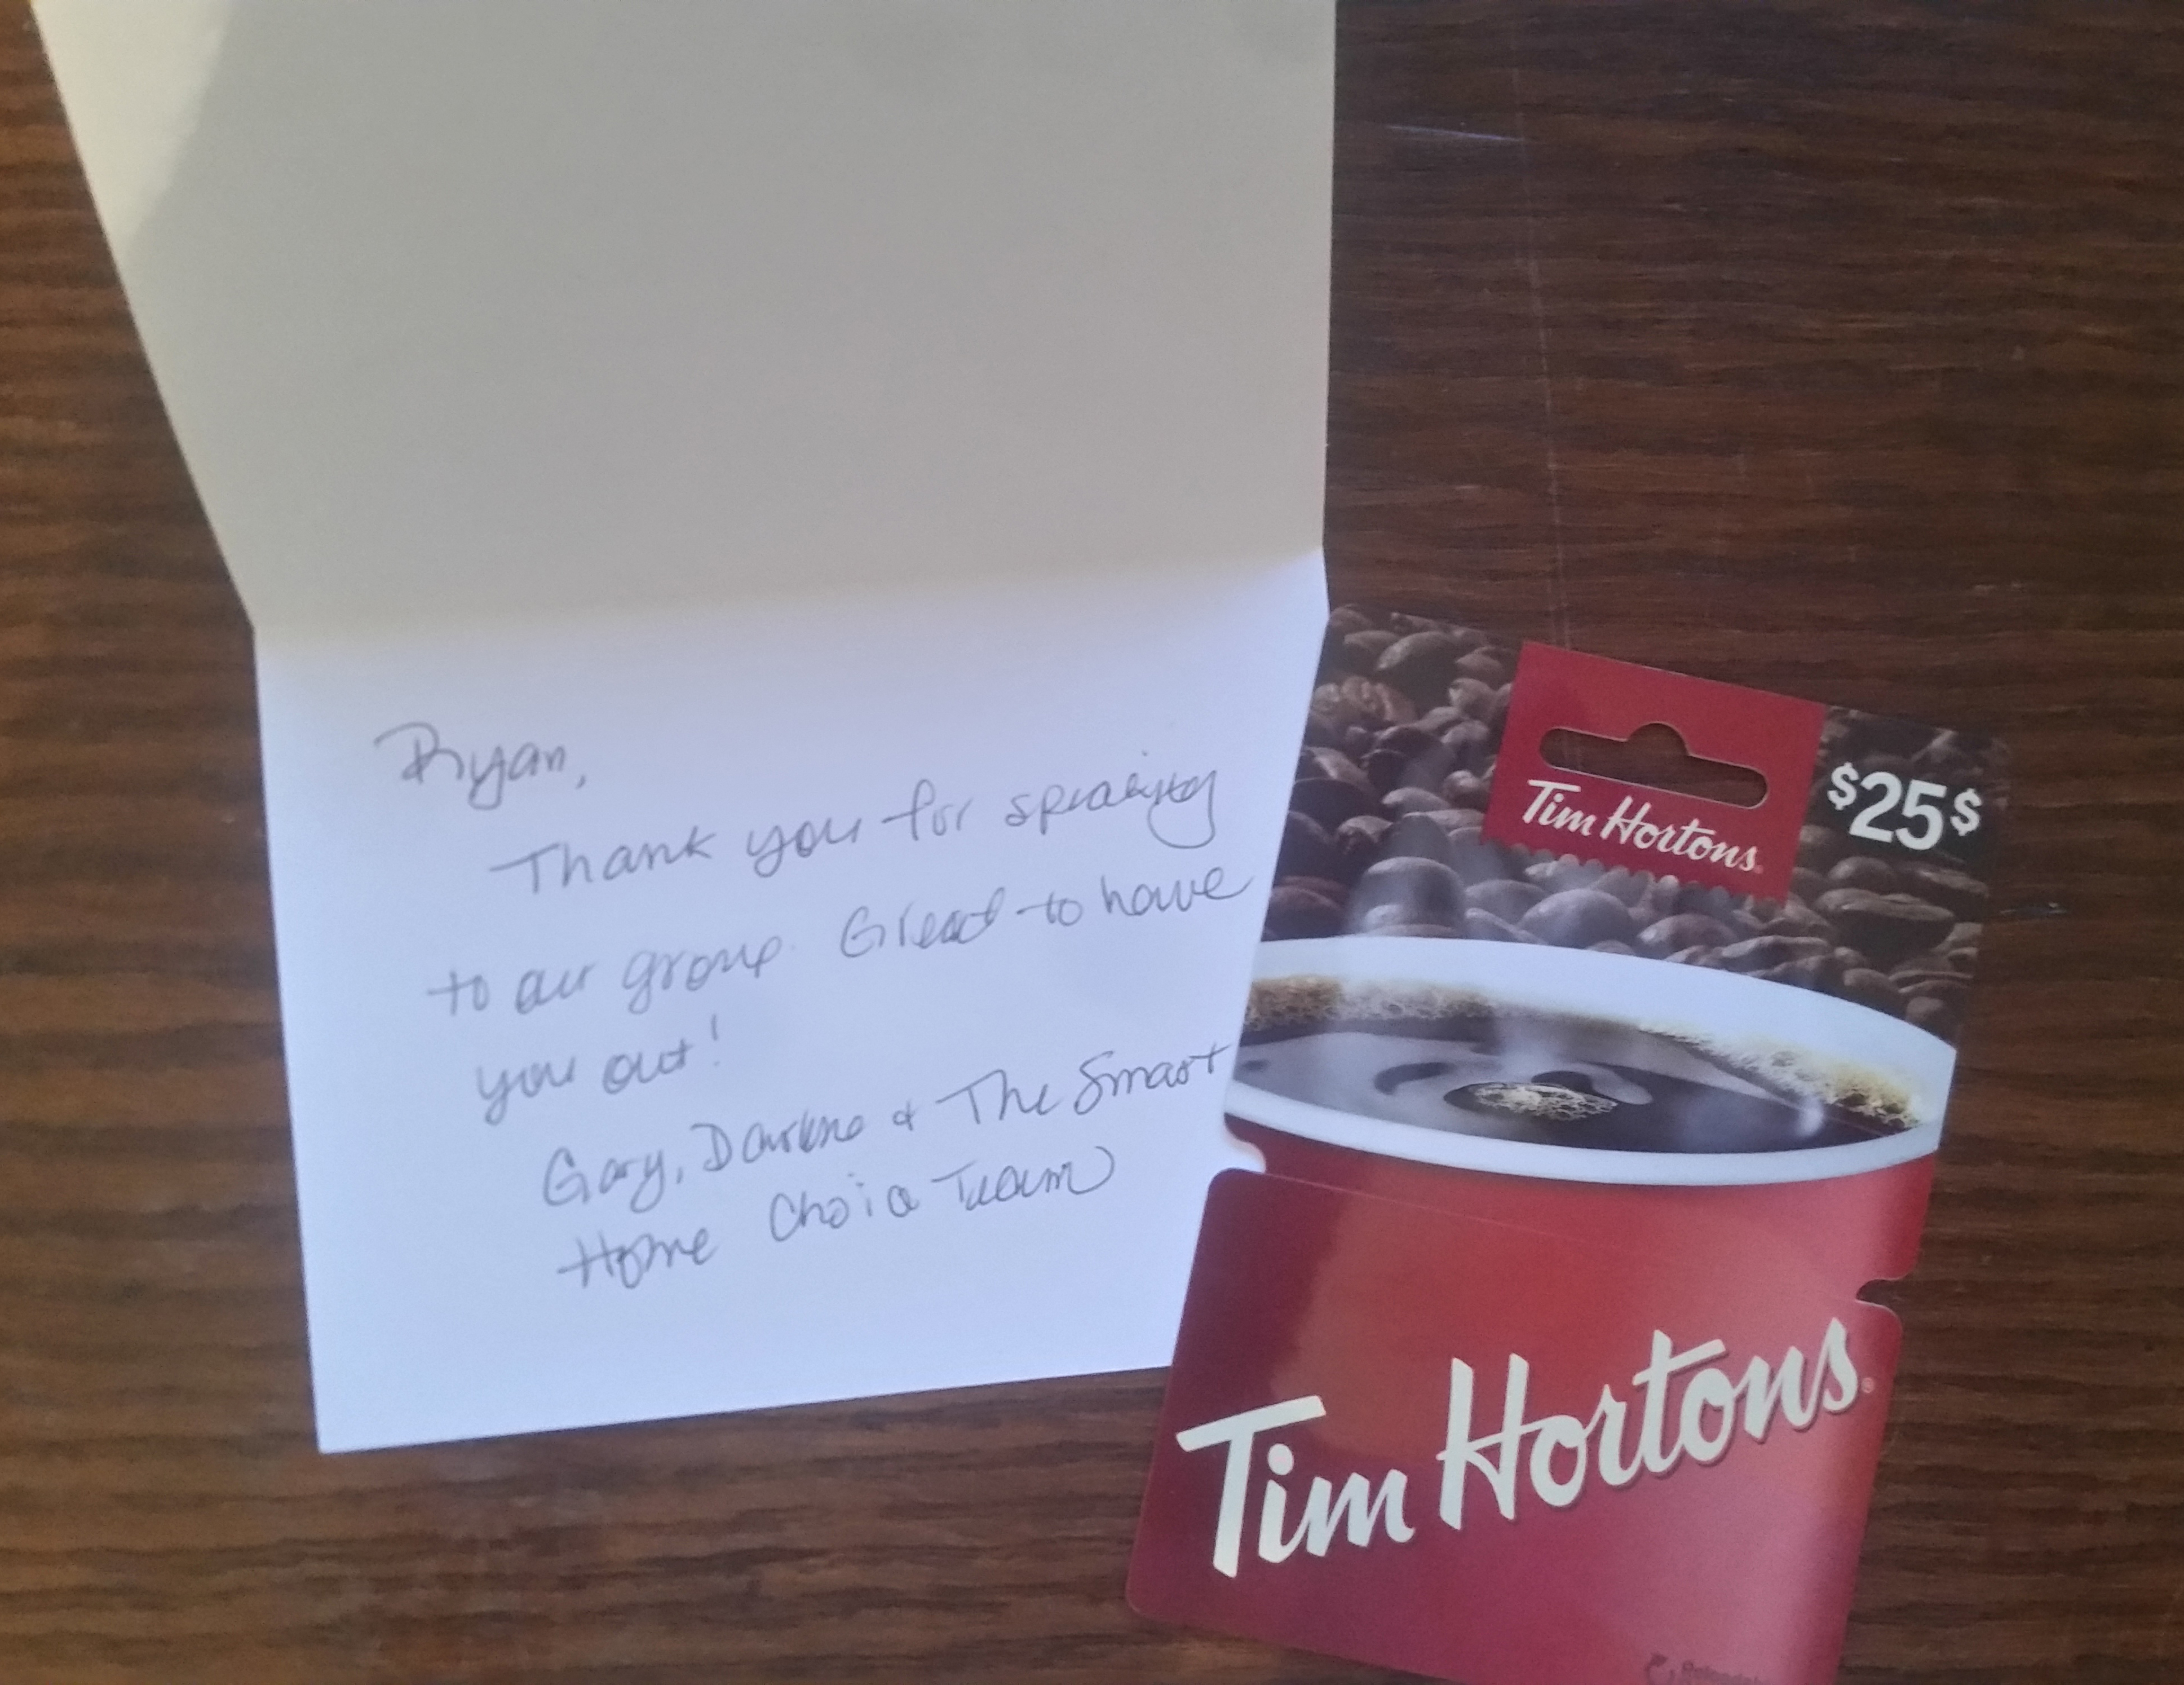 Ryan,
Thank you for speaking
to our group. Great to have
you out!
Gary, Darlene & The Smart
Home Choice Team
Tim Hortons
$25$
Tim Hortons